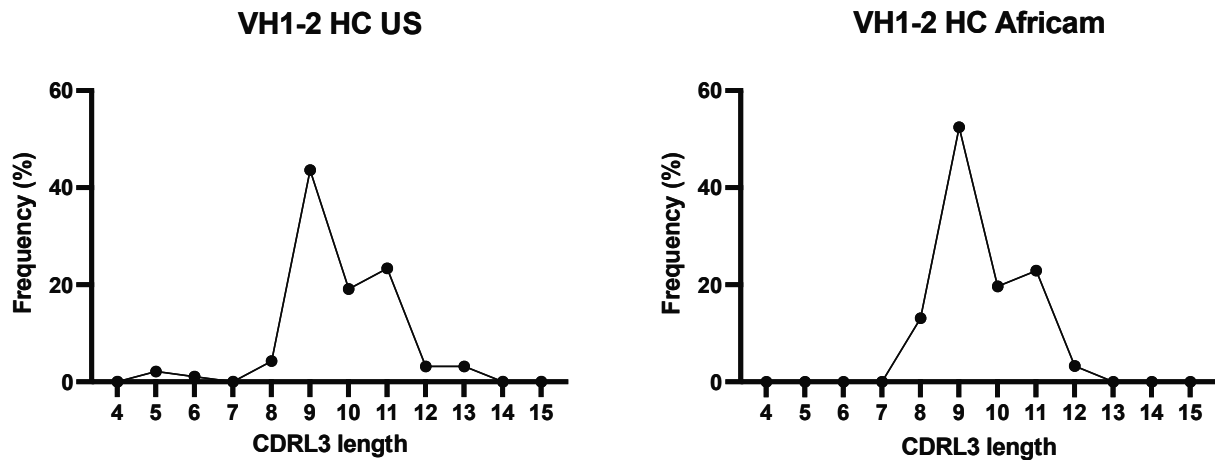 VH1-2 HC US
60
40
20
0
Frequency (%)
4 5 6 7 8 9 10 11 12 13 14 15
CDRL3 length
VH1-2 HC Africam
60
40
20
0
Frequency (%)
4 5 6 7 8 9 10 11 12 13 14 15
CDRL3 length